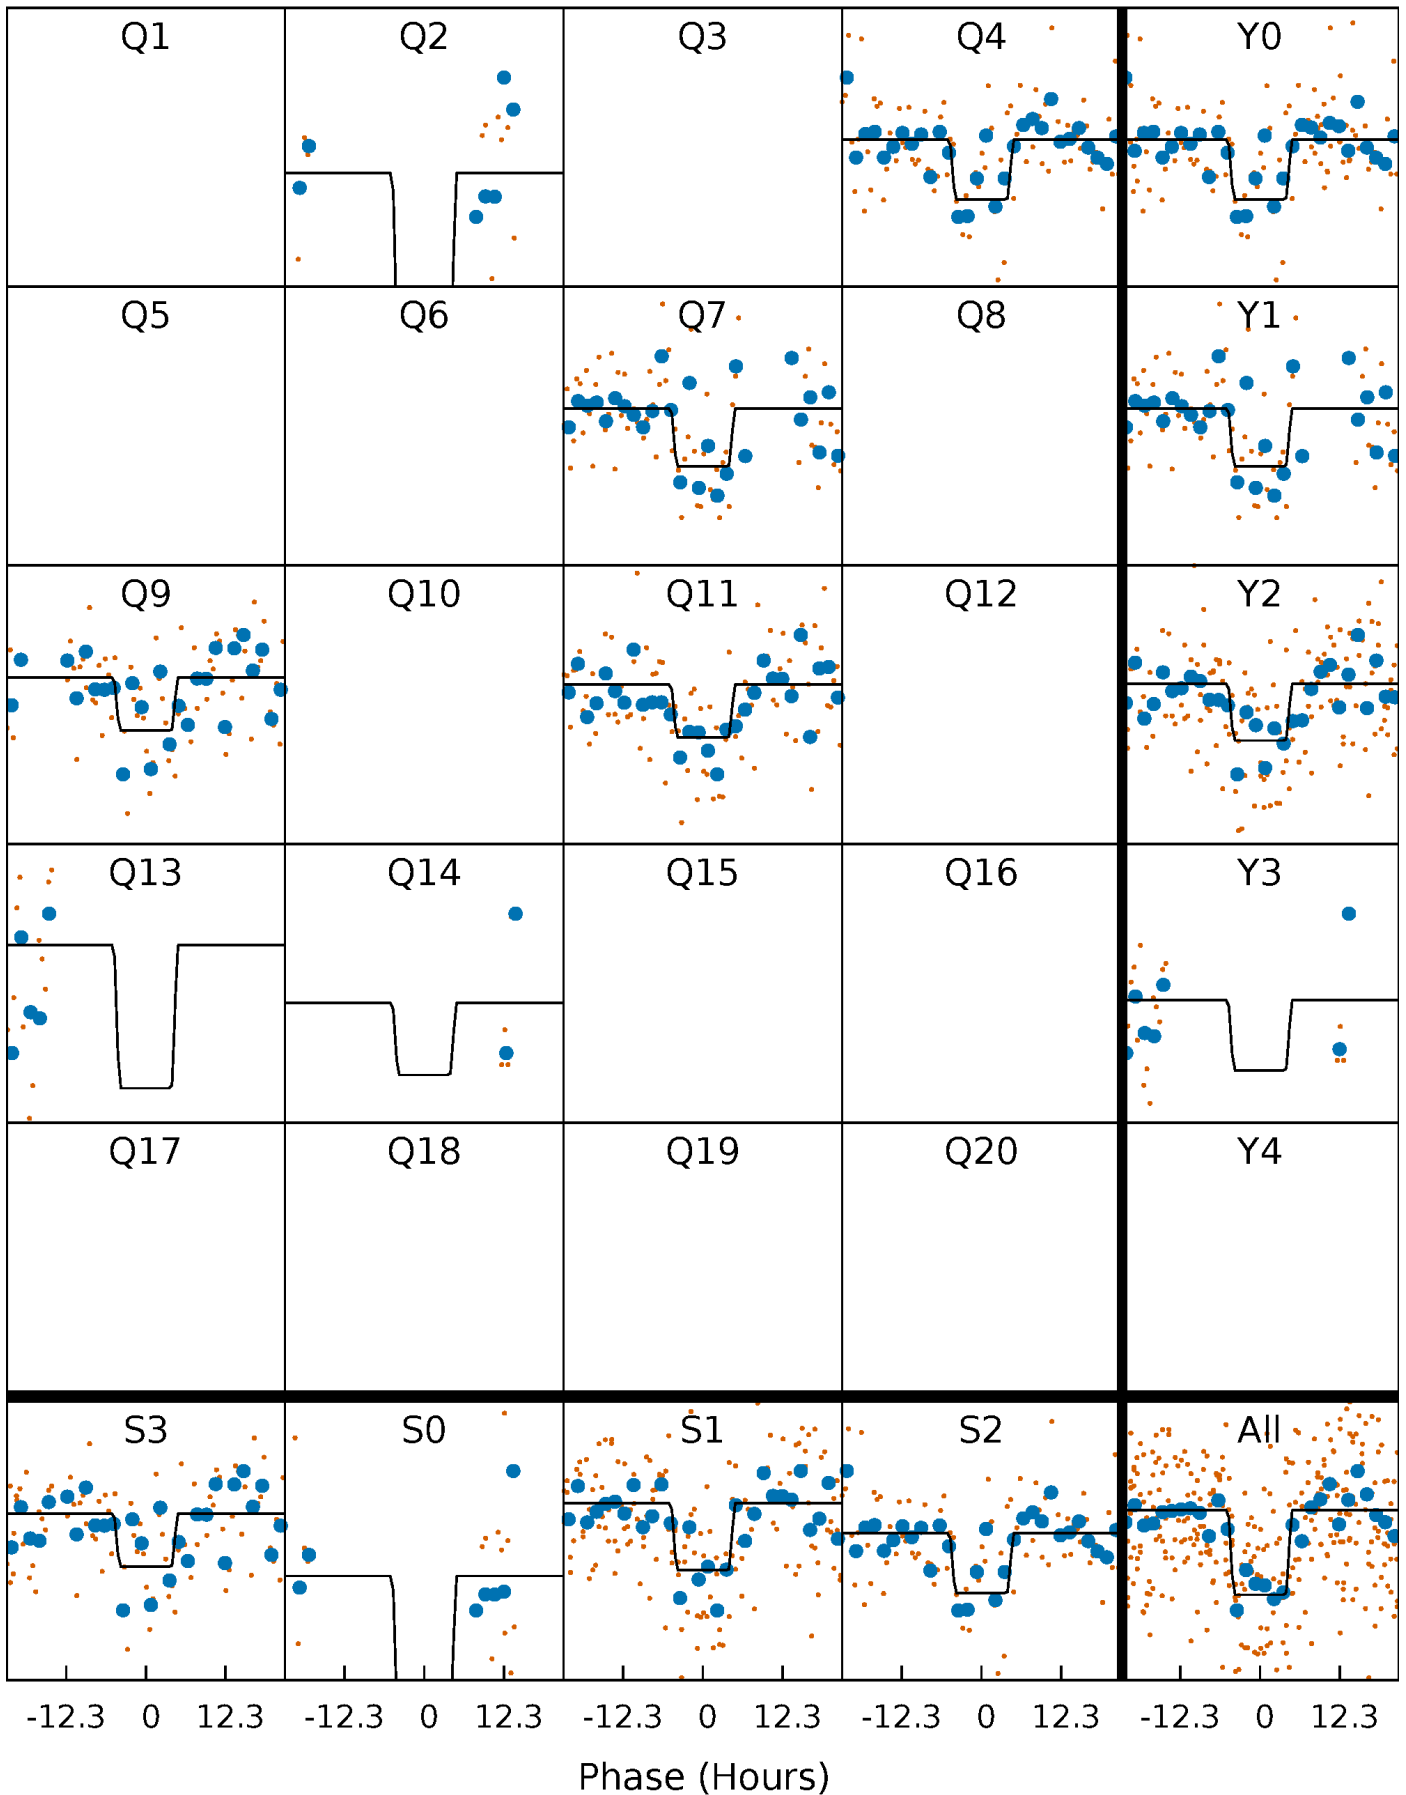 Q1 Q2 Q3 Q4 Y0
Q5 Q6 Q7 Q8 Y1
Q9 Q10 Q11 Q12 Y2
Q13 Q14 Q15 Q16 Y3
Q17 Q18 Q19 Q20 Y4
S3 S0 S1 S2 All
-12.3 0 12.3 -12.3 0 12.3 -12.3 0 12.3 -12.3 0 12.3 -12.3 0 12.3
Phase (Hours)